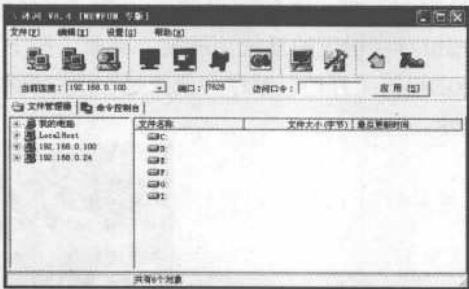 冰河 V8.4 [NEWFUN 专版]
文件[F] 编辑[E] 设置[G] 帮助[H]
当前连接: 192.168.0.100 端口: 7626 访问口令: 应用[S]
文件管理器 命令控制台
我的电脑
LocalHost
192.168.0.100
192.168.0.24
文件名称 文件大小(字节) 最后更新时间
C:
D:
E:
F:
G:
I:
共有6个对象